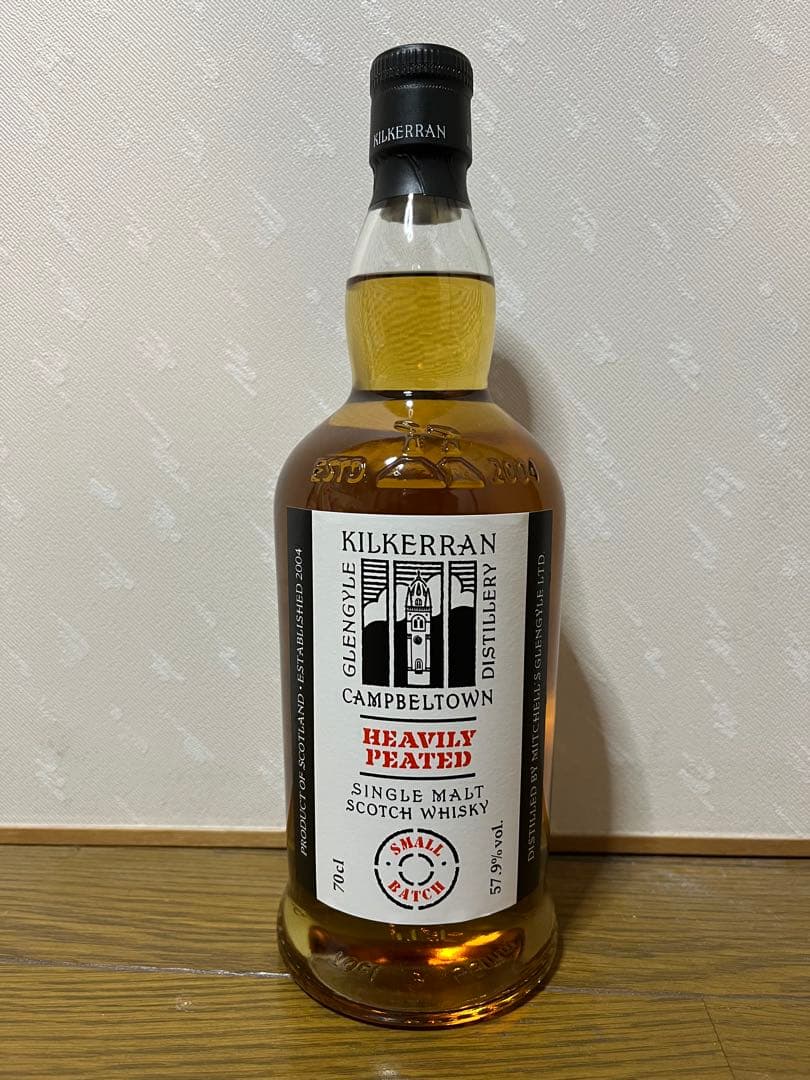 KILKERRAN
ESTD 2004
KILKERRAN
GLENGYLE
DISTILLERY
CAMPBELTOWN
HEAVILY
PEATED
SINGLE MALT
SCOTCH WHISKY
SMALL
BATCH
70cl
57.9% vol.
PRODUCT OF SCOTLAND · ESTABLISHED 2004
DISTILLED BY MITCHELL'S GLENGYLE LTD.